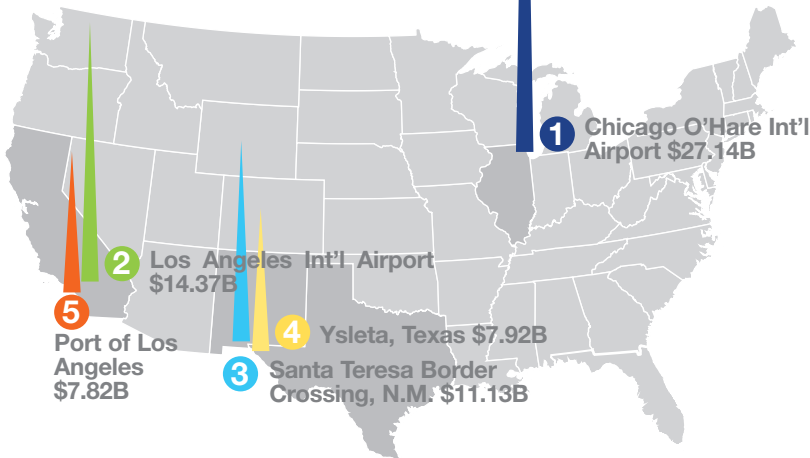 1
Chicago O’Hare Int’l
Airport $27.14B
2
Los Angeles Int’l Airport
$14.37B
5
Port of Los
Angeles
$7.82B
4
Ysleta, Texas $7.92B
3
Santa Teresa Border
Crossing, N.M. $11.13B